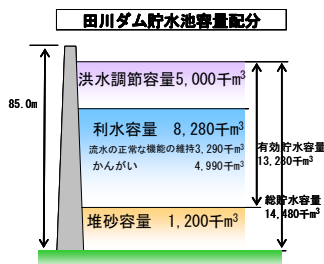 田川ダム貯水池容量配分
85.0m
洪水調節容量5,000千m³
利水容量 8,280千m³
流水の正常な機能の維持3,290千m³
かんがい 4,990千m³
有効貯水容量
13,280千m³
総貯水容量
14,480千m³
堆砂容量 1,200千m³